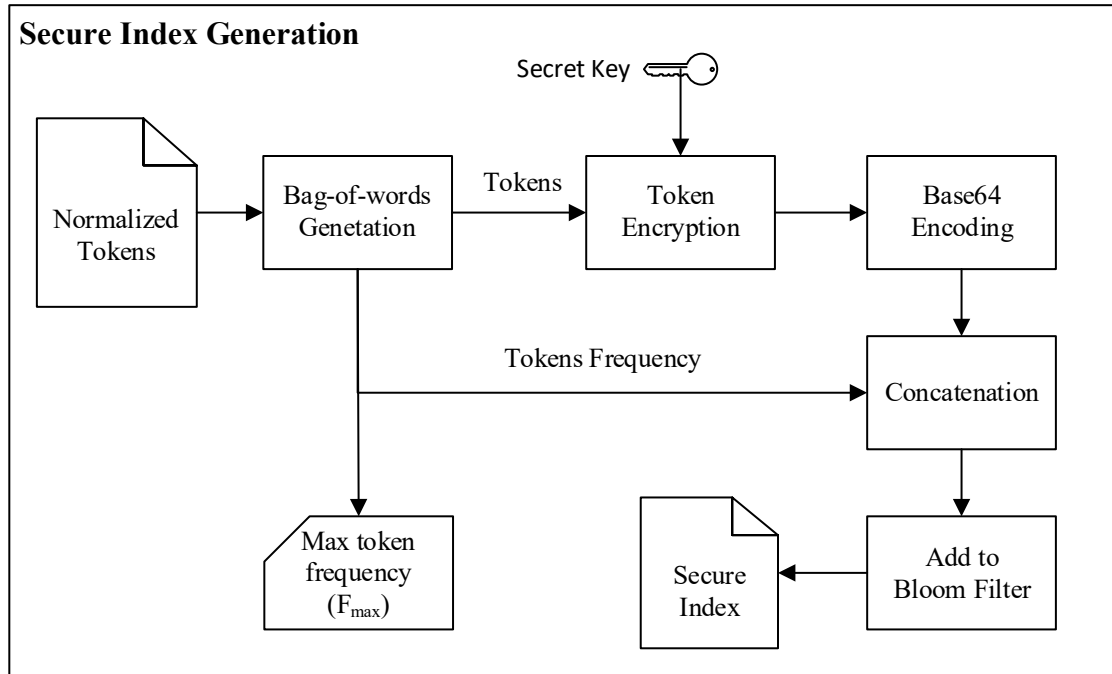 Secure Index Generation
Secret Key
Normalized
Tokens
Bag-of-words
Genetation
Tokens
Token
Encryption
Base64
Encoding
Tokens Frequency
Concatenation
Max token
frequency
(Fmax)
Secure
Index
Add to
Bloom Filter